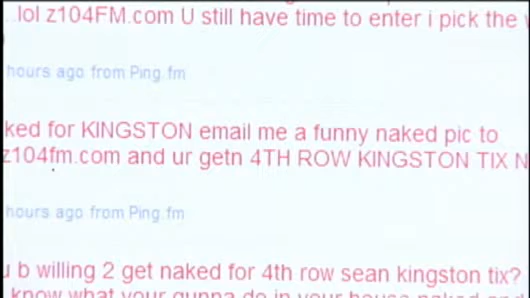 ..lol z104FM.com U still have time to enter i pick the
hours ago from Ping.fm
ked for KINGSTON email me a funny naked pic to
z104fm.com and ur getn 4TH ROW KINGSTON TIX N
hours ago from Ping.fm
u b willing 2 get naked for 4th row sean kingston tix?
know what your gunna do in your house naked